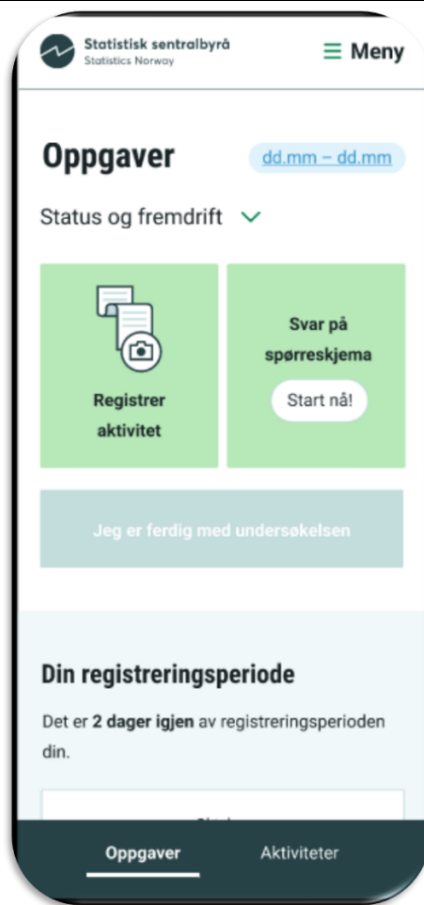 Statistisk sentralbyrå
Statistics Norway
Meny
Oppgaver
dd.mm – dd.mm
Status og fremdrift
Registrer
aktivitet
Svar på
spørreskjema
Start nå!
Jeg er ferdig med undersøkelsen
Din registreringsperiode
Det er 2 dager igjen av registreringsperioden
din.
Oppgaver
Aktiviteter